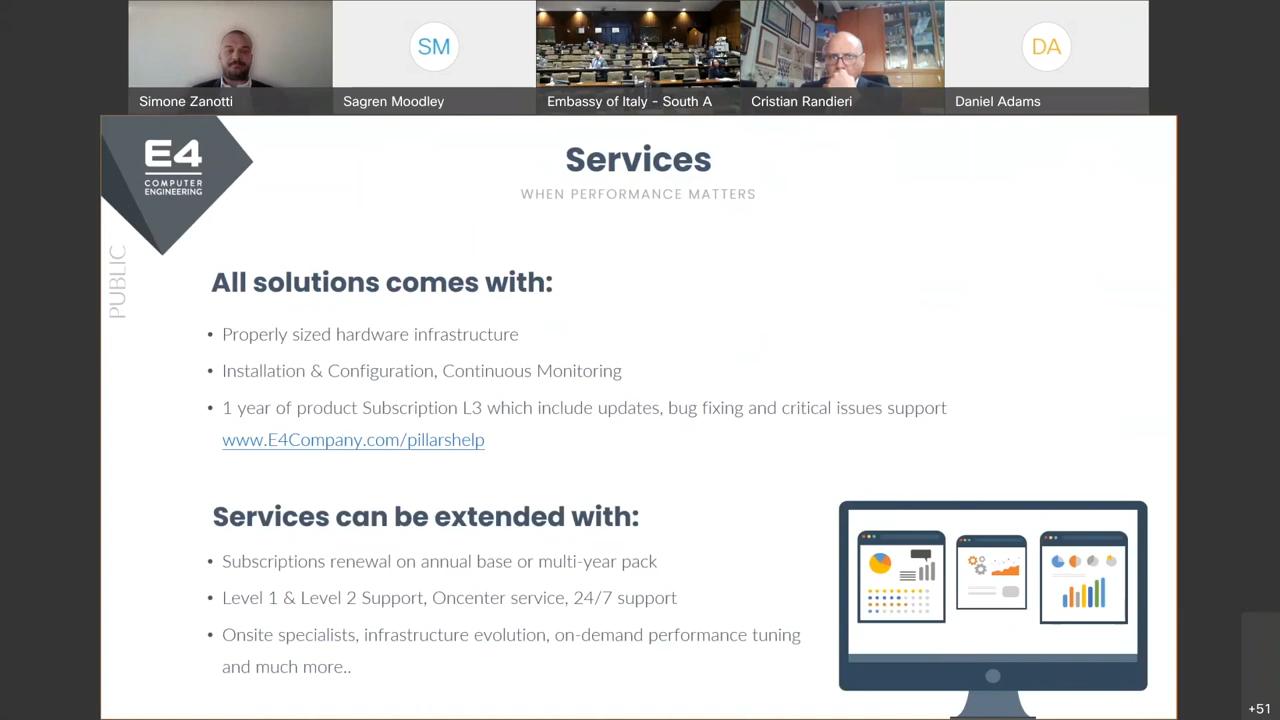 SM
DA
Simone Zanotti
Sagren Moodley
Embassy of Italy - South A
Cristian Randieri
Daniel Adams
E4
COMPUTER
ENGINEERING
PUBLIC
Services
WHEN PERFORMANCE MATTERS
All solutions comes with:
• Properly sized hardware infrastructure
• Installation & Configuration, Continuous Monitoring
• 1 year of product Subscription L3 which include updates, bug fixing and critical issues support
www.E4Company.com/pillarshelp
Services can be extended with:
• Subscriptions renewal on annual base or multi-year pack
• Level 1 & Level 2 Support, Oncenter service, 24/7 support
• Onsite specialists, infrastructure evolution, on-demand performance tuning
and much more..
+51